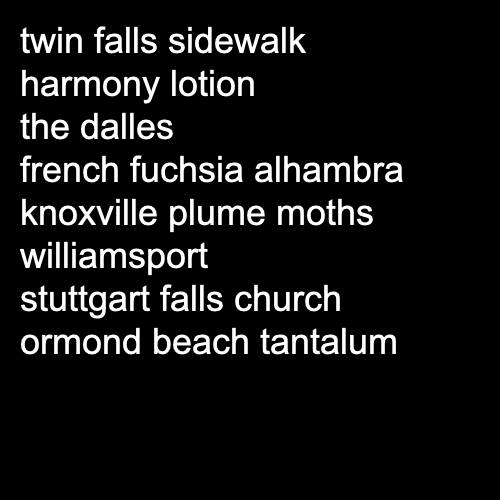 twin falls sidewalk
harmony lotion
the dalles
french fuchsia alhambra
knoxville plume moths
williamsport
stuttgart falls church
ormond beach tantalum